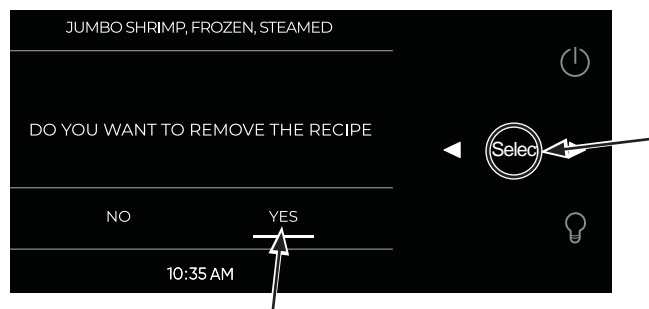 JUMBO SHRIMP, FROZEN, STEAMED
DO YOU WANT TO REMOVE THE RECIPE
Selec
NO YES
10:35 AM